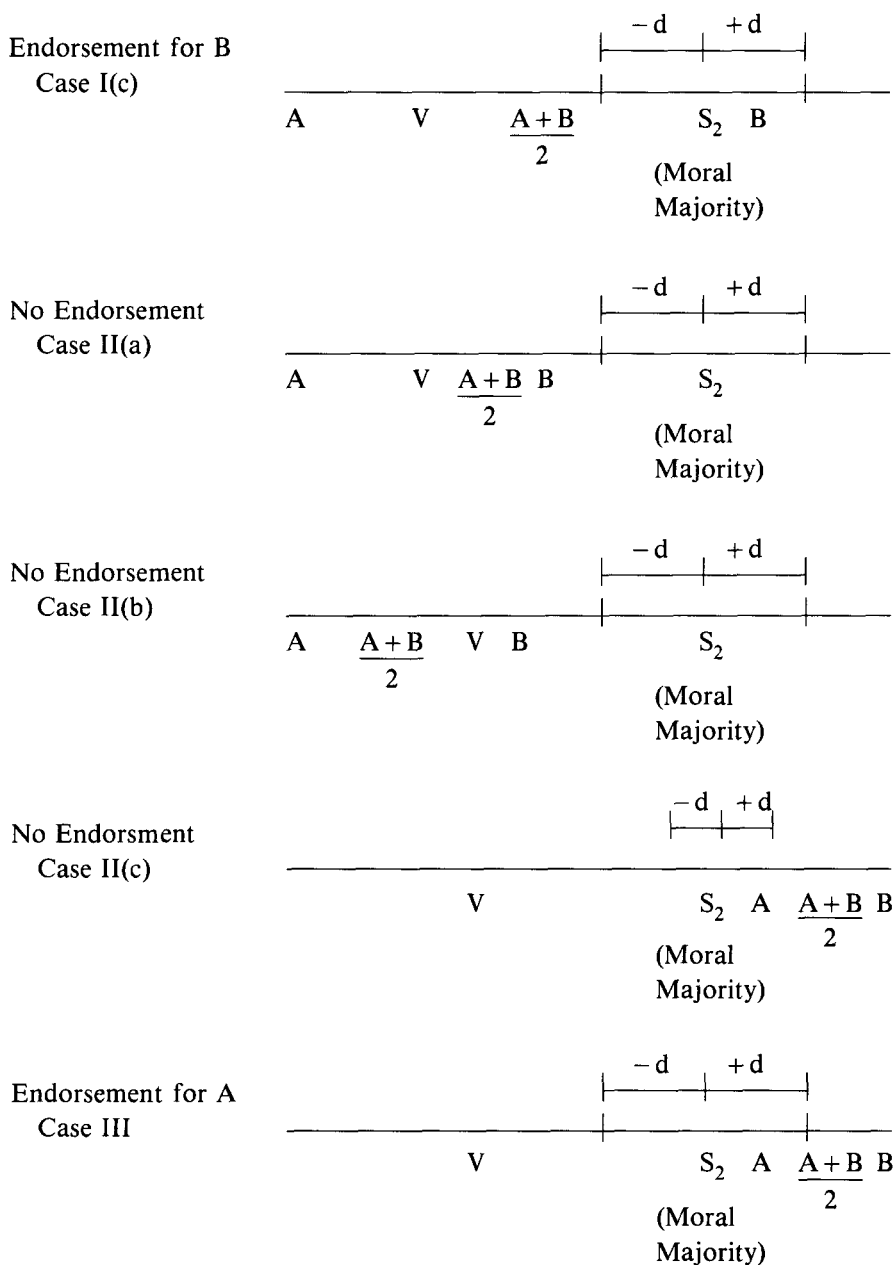 − d + d
Endorsement for B
Case I(c)
A V A + B S2 B
2
(Moral
Majority)
− d + d
No Endorsement
Case II(a)
A V A + B B S2
2
(Moral
Majority)
− d + d
No Endorsement
Case II(b)
A A + B V B S2
2
(Moral
Majority)
− d + d
No Endorsment
Case II(c)
V S2 A A + B B
2
(Moral
Majority)
− d + d
Endorsement for A
Case III
V S2 A A + B B
2
(Moral
Majority)